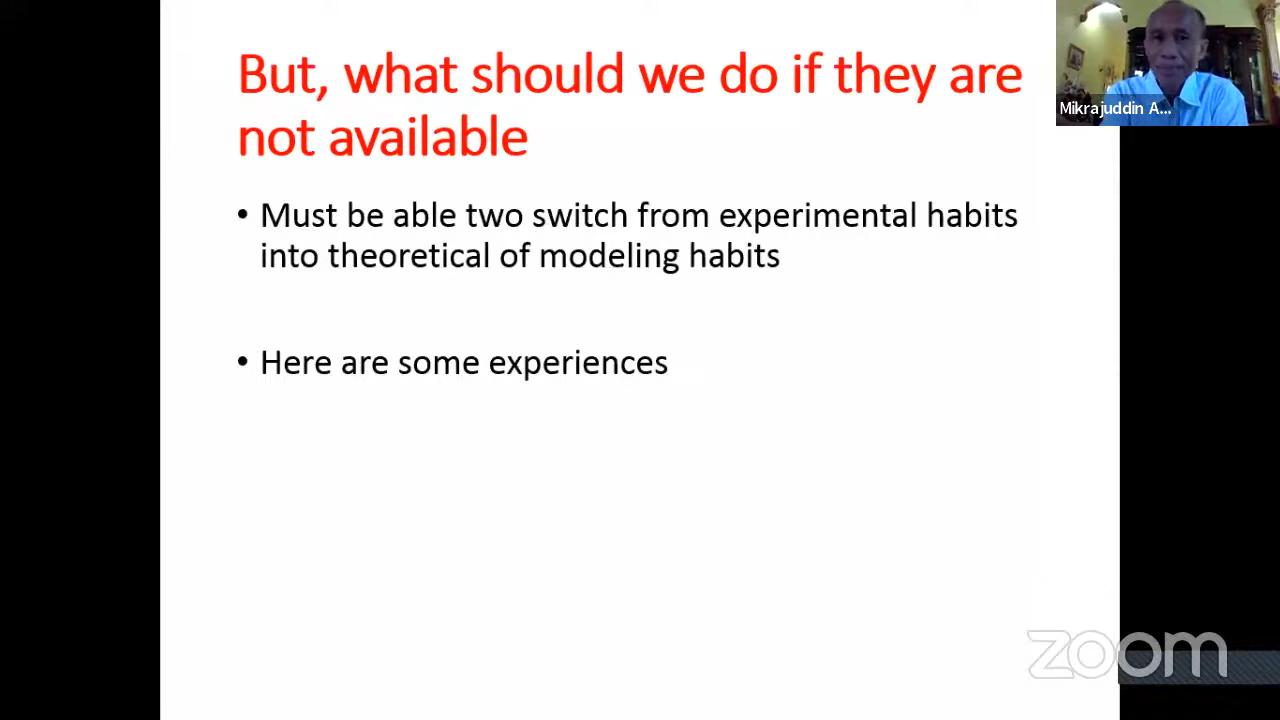 But, what should we do if they are
not available
• Must be able two switch from experimental habits
into theoretical of modeling habits
• Here are some experiences
Mikrajuddin A...
zoom